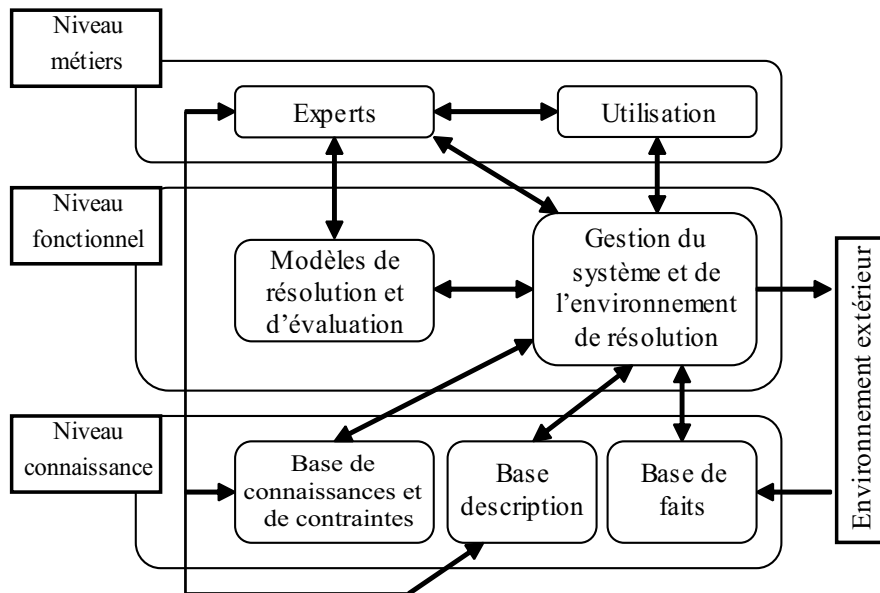 Niveau
métiers
Experts
Utilisation
Niveau
fonctionnel
Modèles de
résolution et
d’évaluation
Gestion du
système et de
l’environnement
de résolution
Environnement extérieur
Niveau
connaissance
Base de
connaissances et
de contraintes
Base
description
Base de
faits